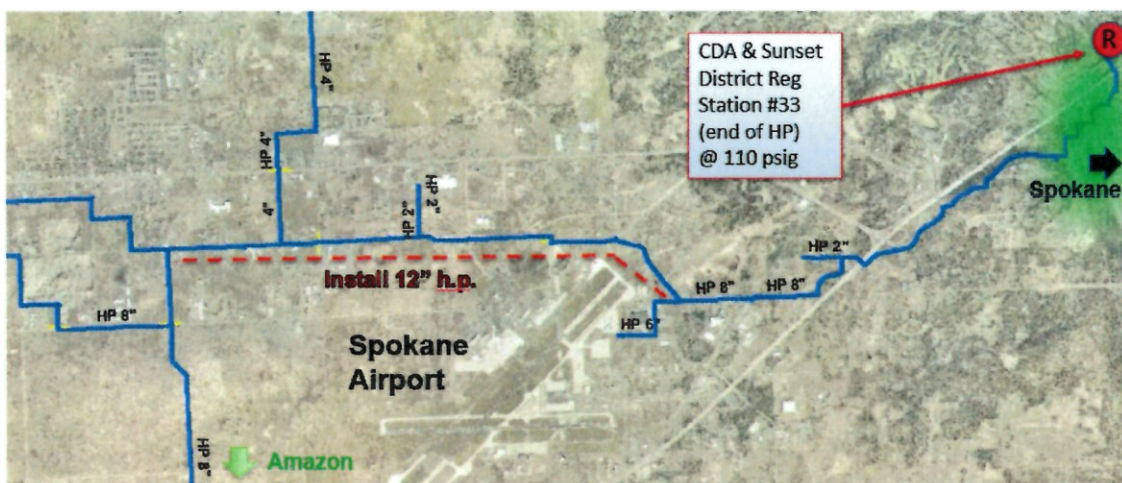 HP 4"
CDA & Sunset
District Reg
Station #33
(end of HP)
@ 110 psig
R
HP 4"
Spokane
4"
HP 2"
HP 2"
HP 2"
Install 12" h.p.
HP 8"
HP 8"
HP 8"
HP 6"
Spokane
Airport
HP 8"
Amazon